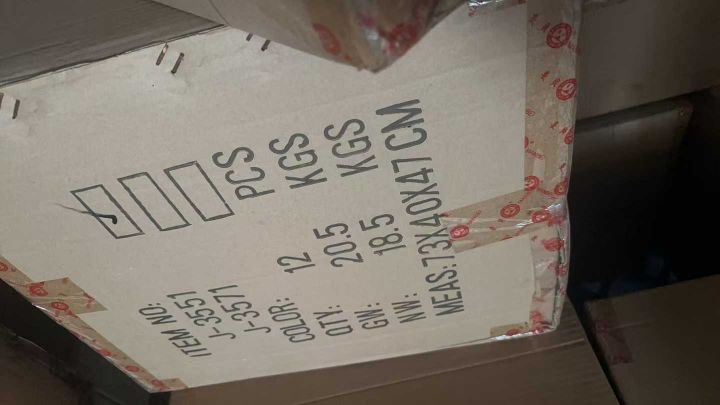 ITEM NO:
J-3551
J-3571
COLOR:
QTY: 12 PCS
GW: 20.5 KGS
NW: 18.5 KGS
MEAS:73X40X47CM